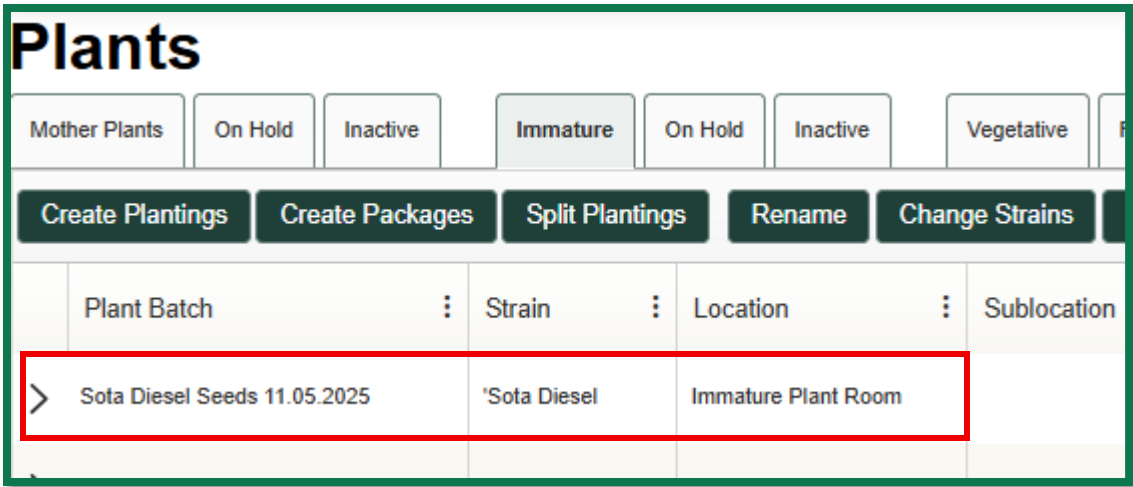 Plants
Mother Plants On Hold Inactive Immature On Hold Inactive Vegetative
Create Plantings Create Packages Split Plantings Rename Change Strains
Plant Batch Strain Location Sublocation
Sota Diesel Seeds 11.05.2025 'Sota Diesel Immature Plant Room